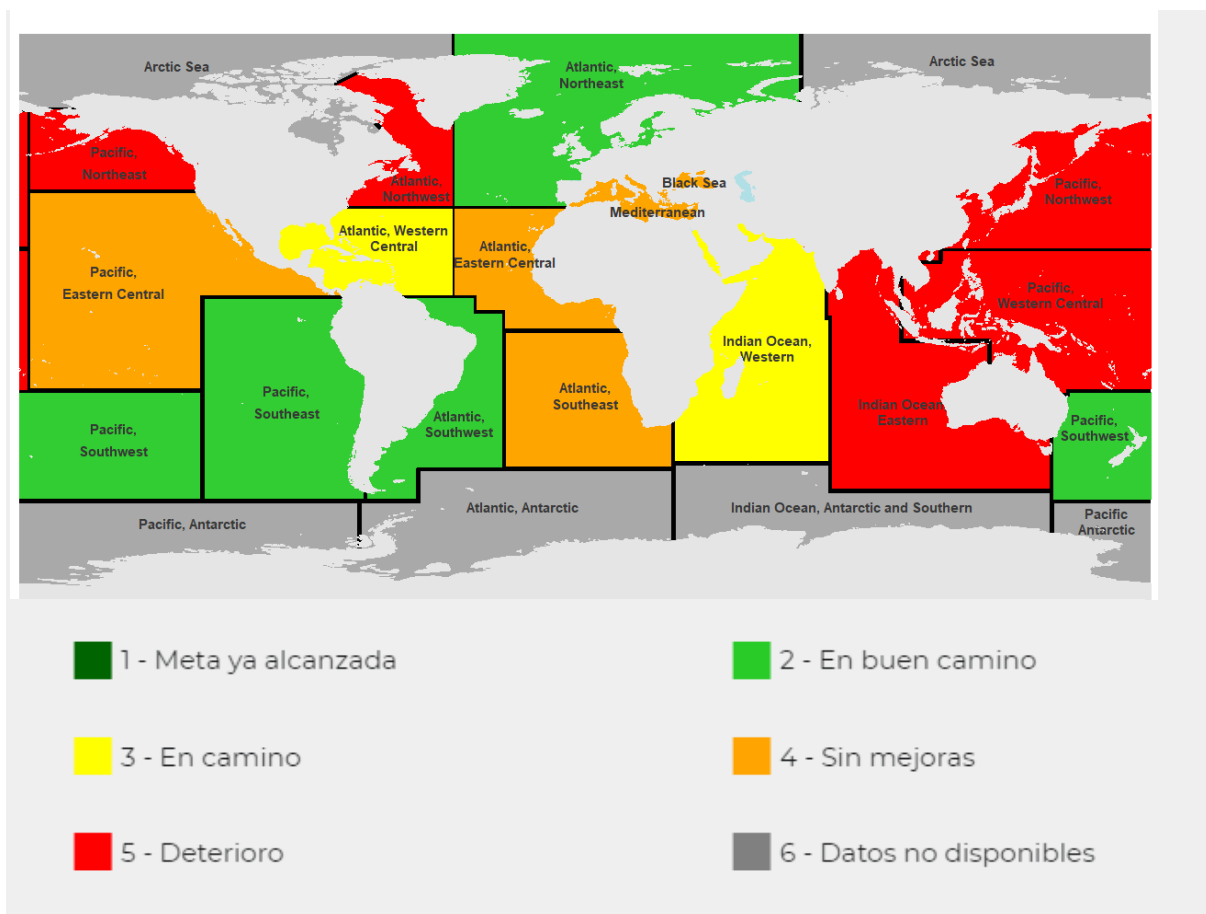 Arctic Sea
Atlantic,
Northeast
Arctic Sea
Pacific,
Northeast
Atlantic,
Northwest
Black Sea
Mediterranean
Pacific,
Northwest
Atlantic, Western
Central
Atlantic,
Eastern Central
Pacific,
Eastern Central
Pacific,
Western Central
Indian Ocean,
Western
Pacific,
Southeast
Atlantic,
Southeast
Atlantic,
Southwest
Indian Ocean
Eastern
Pacific,
Southwest
Pacific,
Southwest
Pacific, Antarctic
Atlantic, Antarctic
Indian Ocean, Antarctic and Southern
Pacific
Antarctic
1 - Meta ya alcanzada
2 - En buen camino
3 - En camino
4 - Sin mejoras
5 - Deterioro
6 - Datos no disponibles